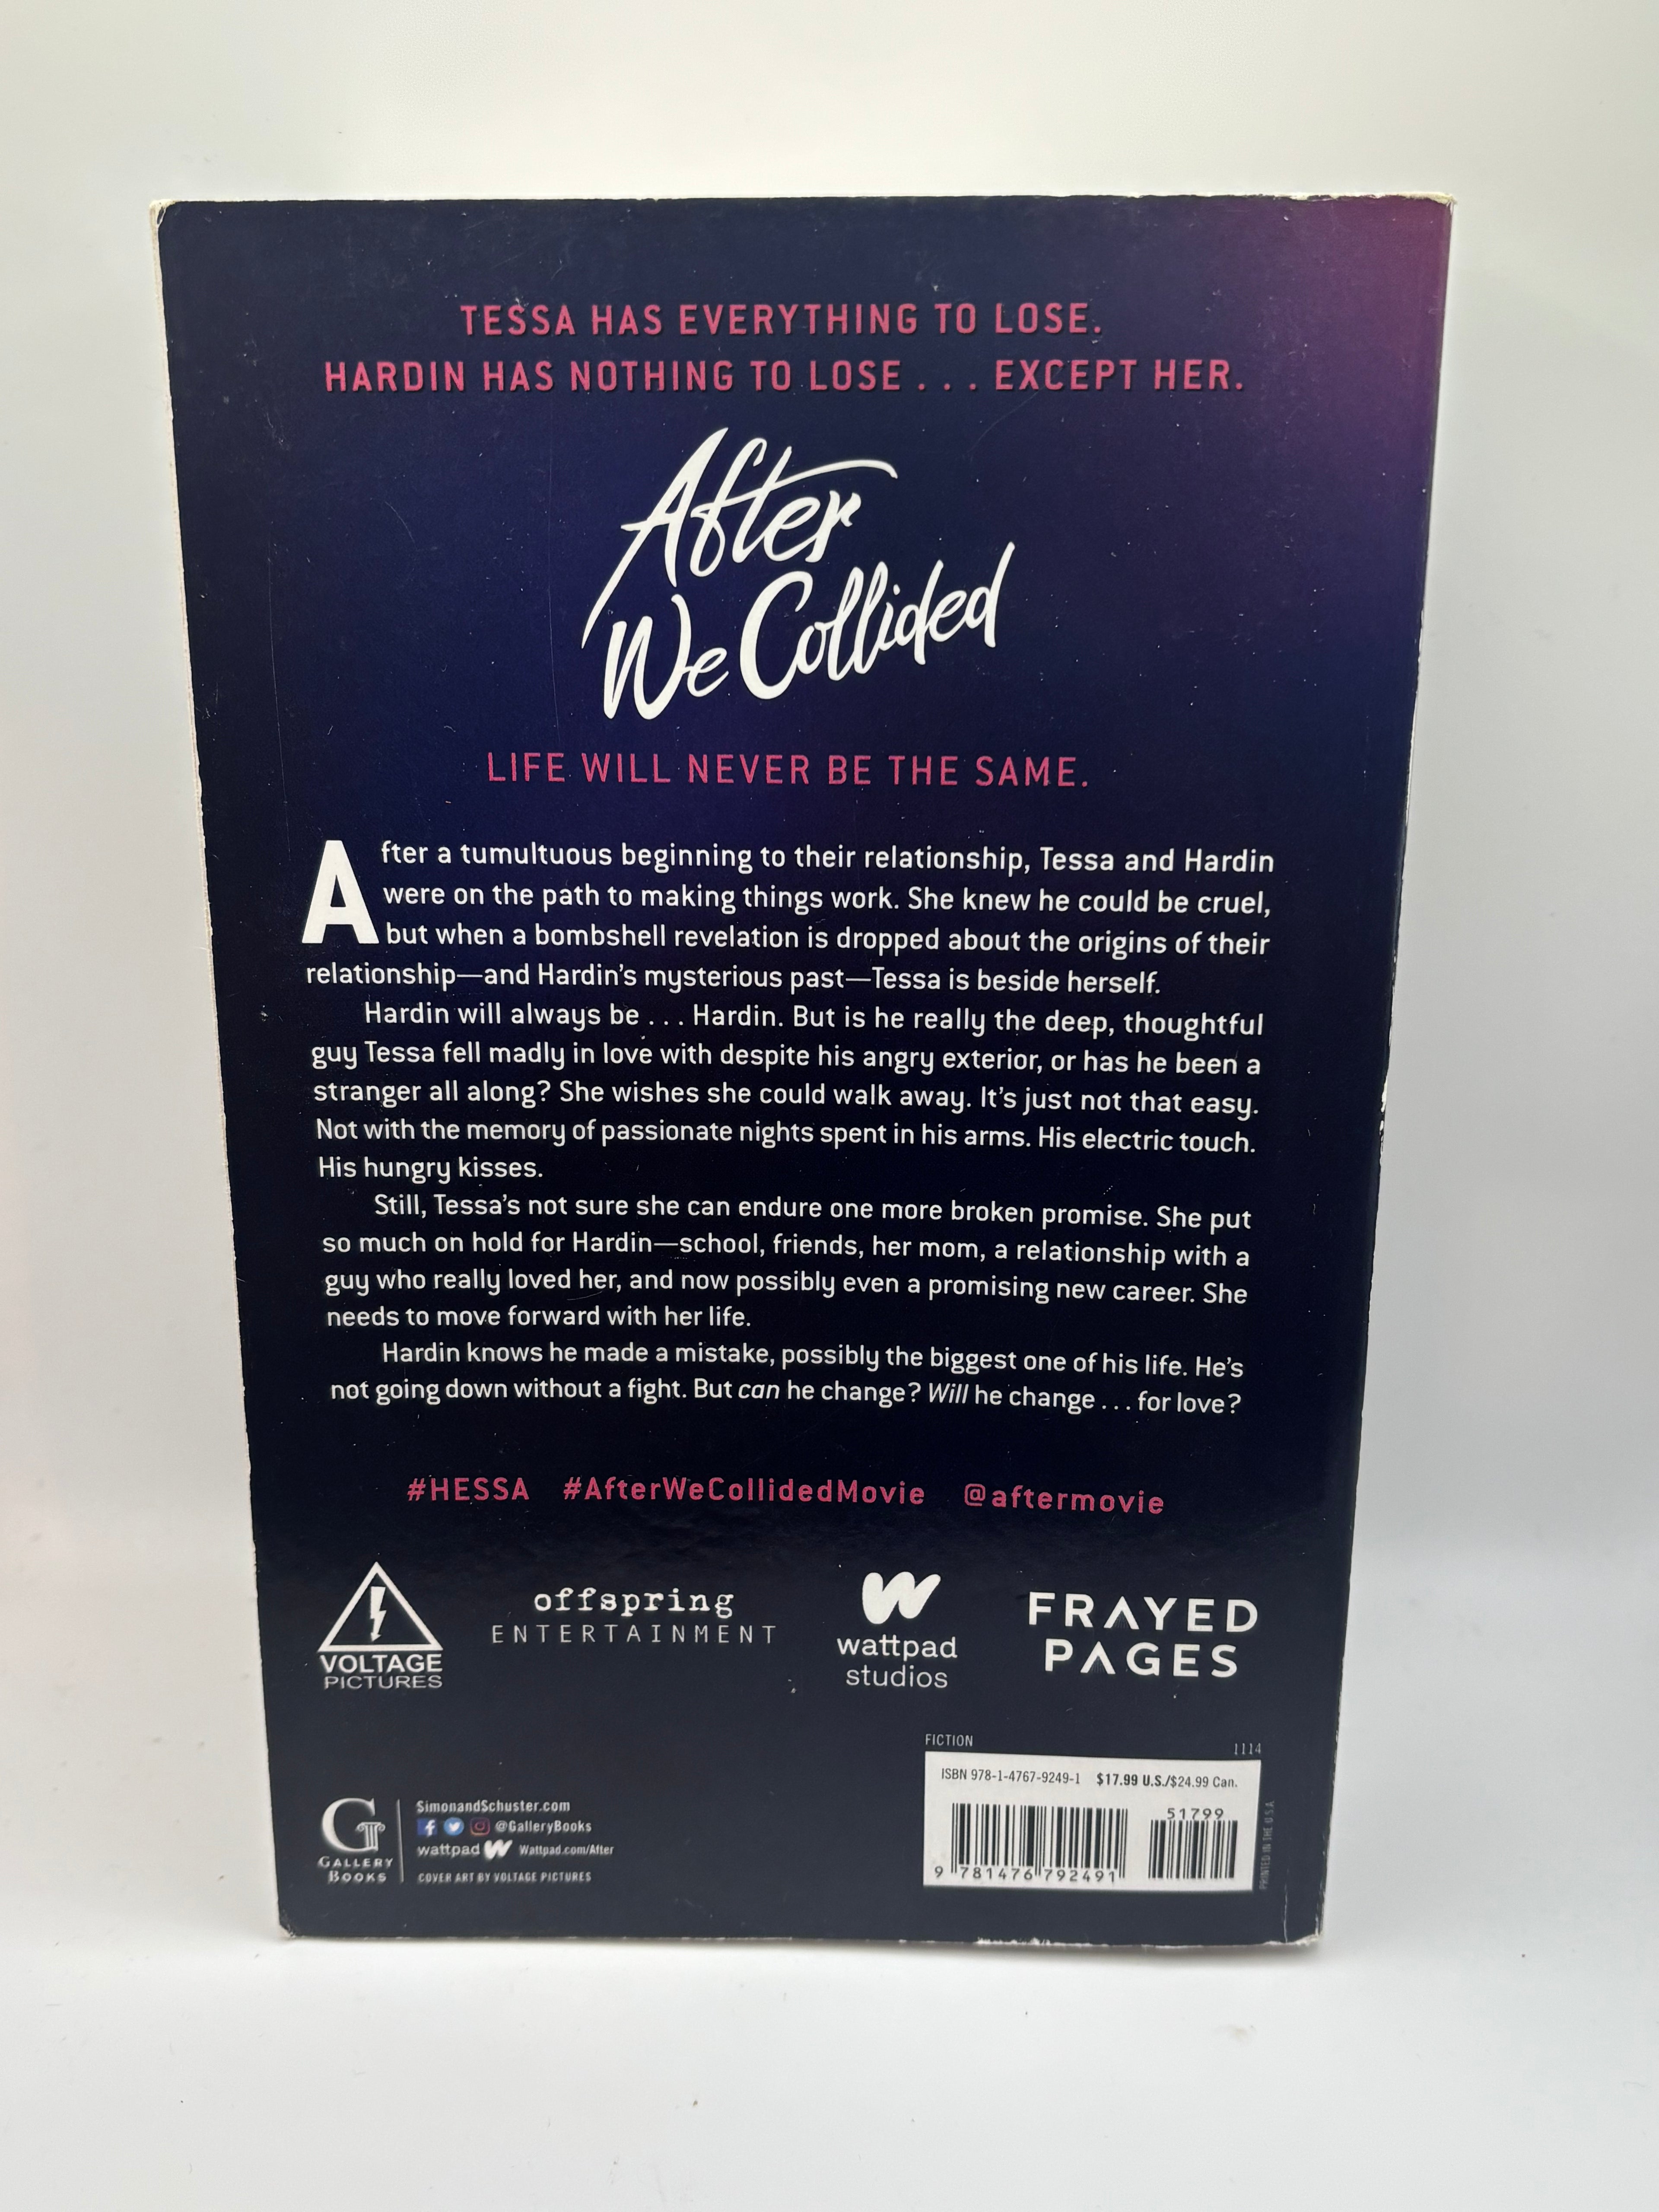 TESSA HAS EVERYTHING TO LOSE.
HARDIN HAS NOTHING TO LOSE . . . EXCEPT HER.
After
We Collided
LIFE WILL NEVER BE THE SAME.
After a tumultuous beginning to their relationship, Tessa and Hardin
were on the path to making things work. She knew he could be cruel,
but when a bombshell revelation is dropped about the origins of their
relationship—and Hardin's mysterious past—Tessa is beside herself.
Hardin will always be . . . Hardin. But is he really the deep, thoughtful
guy Tessa fell madly in love with despite his angry exterior, or has he been a
stranger all along? She wishes she could walk away. It's just not that easy.
Not with the memory of passionate nights spent in his arms. His electric touch.
His hungry kisses.
Still, Tessa's not sure she can endure one more broken promise. She put
so much on hold for Hardin—school, friends, her mom, a relationship with a
guy who really loved her, and now possibly even a promising new career. She
needs to move forward with her life.
Hardin knows he made a mistake, possibly the biggest one of his life. He's
not going down without a fight. But can he change? Will he change . . . for love?
#HESSA #AfterWeCollidedMovie @aftermovie
VOLTAGE
PICTURES
offspring
ENTERTAINMENT
wattpad
studios
FRAYED
PAGES
FICTION 1114
ISBN 978-1-4767-9249-1 $17.99 U.S./$24.99 Can.
51799
9 781476 792491
PRINTED IN THE U.S.A.
G
GALLERY
BOOKS
SimonandSchuster.com
@GalleryBooks
wattpad Wattpad.com/After
COVER ART BY VOLTAGE PICTURES